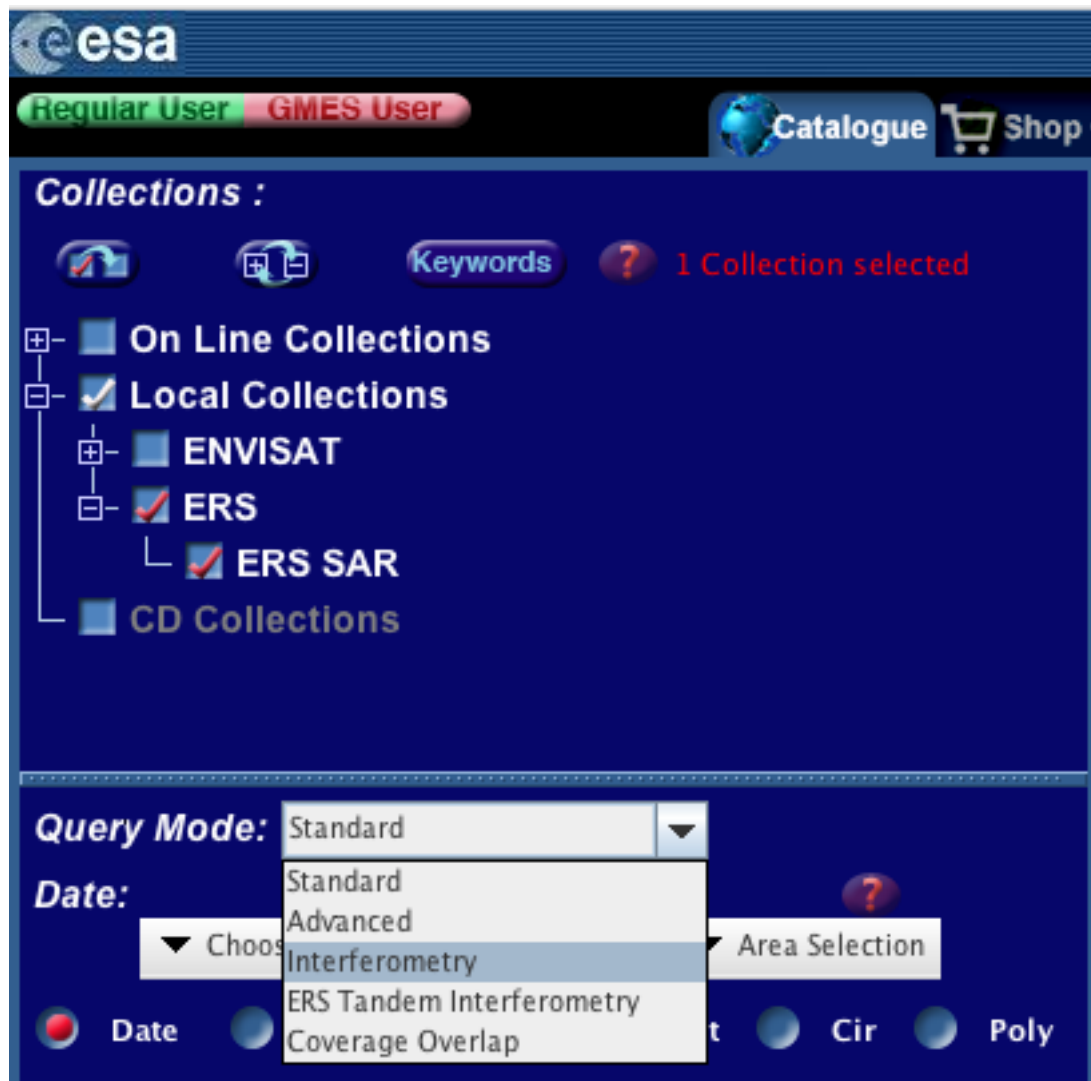 esa
Regular User GMES User
Catalogue Shop
Collections :
Keywords ? 1 Collection selected
On Line Collections
Local Collections
ENVISAT
ERS
ERS SAR
CD Collections
Query Mode: Standard
Standard
Date: ?
Advanced
Choos Area Selection
Interferometry
ERS Tandem Interferometry
Date t Cir Poly
Coverage Overlap